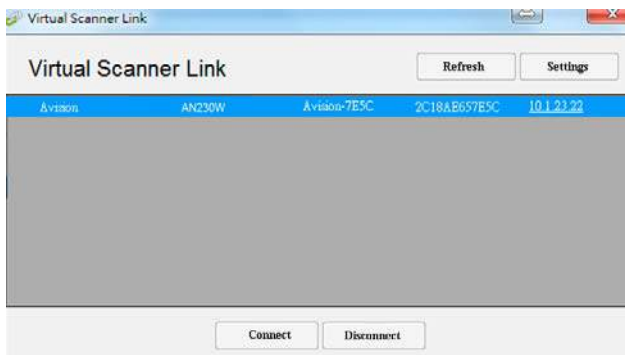 Virtual Scanner Link
Virtual Scanner Link Refresh Settings
Avision AN230W Avision-7E5C 2C18AE657E5C 10.1.23.22
Connect Disconnect